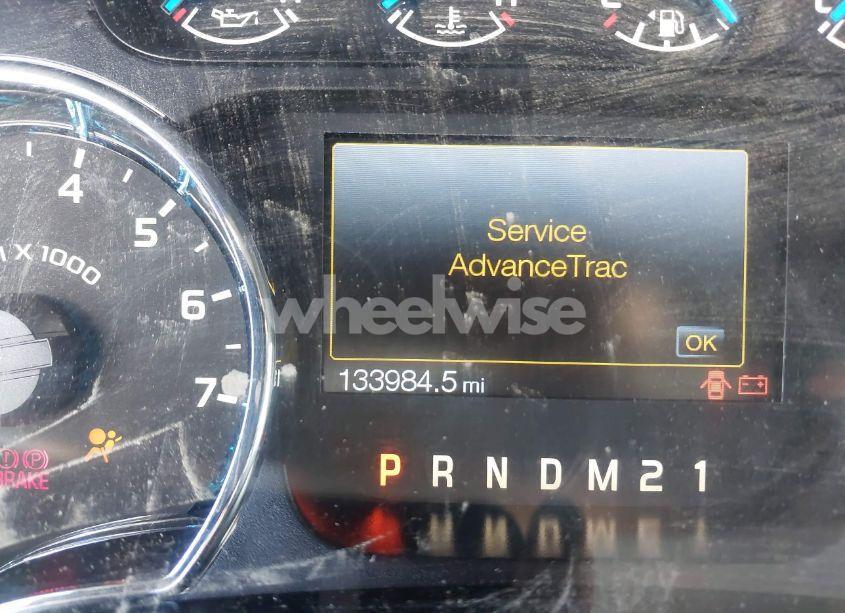 H
F
4
5
X 1000
6
7
Service
AdvanceTrac
wheelwise
OK
133984.5 mi
BRAKE
P R N D M 2 1